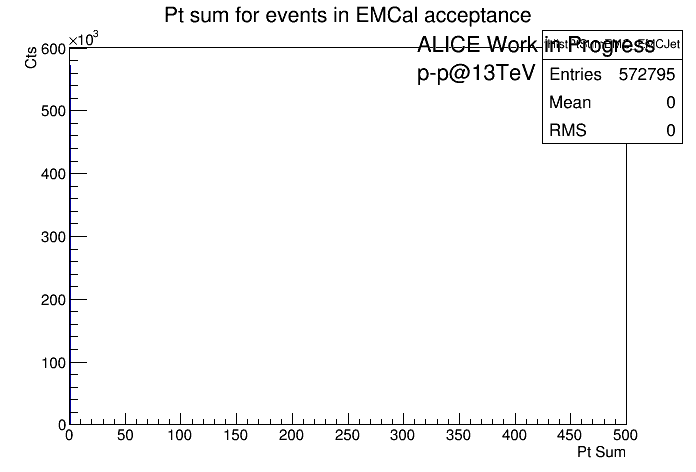 Pt sum for events in EMCal acceptance
×10³
Cts
ALICE Work in Progress
p-p@13TeV
Entries 572795
Mean 0
RMS 0
600
500
400
300
200
100
0
0 50 100 150 200 250 300 350 400 450 500
Pt Sum